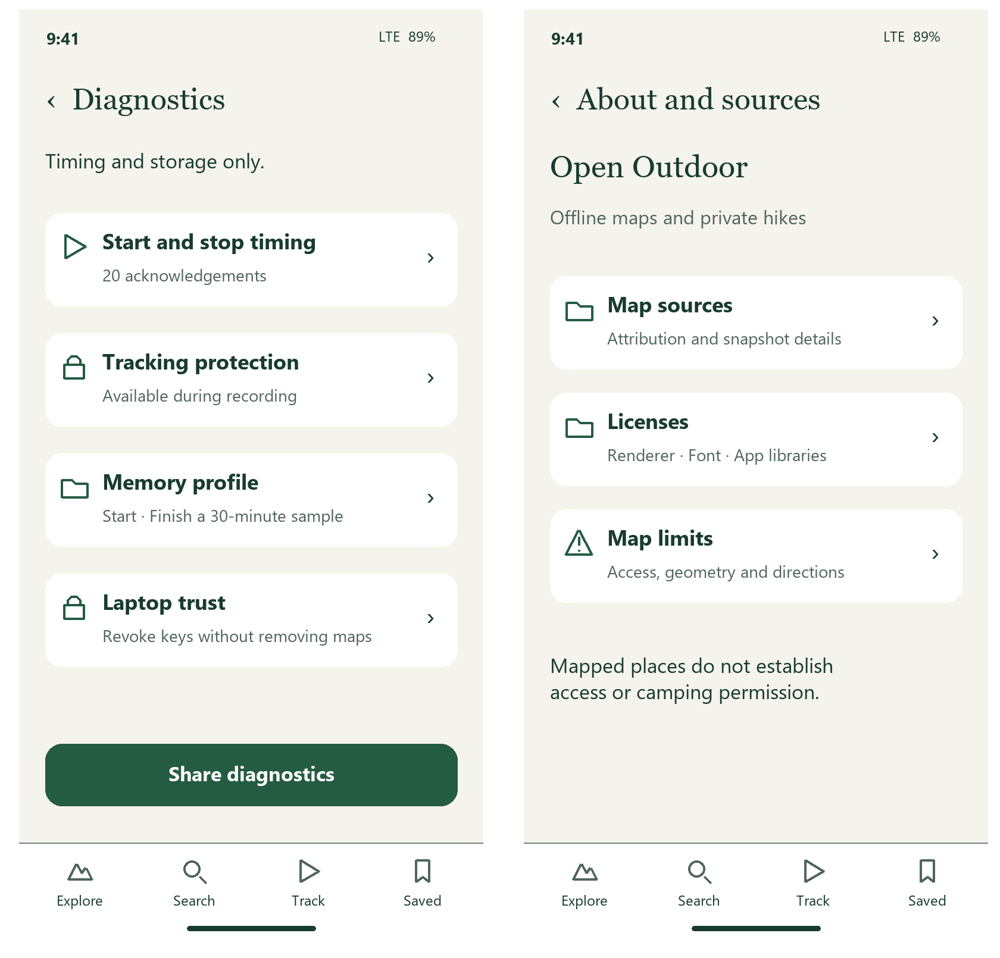 9:41
LTE 89%
‹ Diagnostics
Timing and storage only.
Start and stop timing
20 acknowledgements
›
Tracking protection
Available during recording
›
Memory profile
Start · Finish a 30-minute sample
›
Laptop trust
Revoke keys without removing maps
›
Share diagnostics
Explore
Search
Track
Saved
9:41
LTE 89%
‹ About and sources
Open Outdoor
Offline maps and private hikes
Map sources
Attribution and snapshot details
›
Licenses
Renderer · Font · App libraries
›
Map limits
Access, geometry and directions
›
Mapped places do not establish
access or camping permission.
Explore
Search
Track
Saved